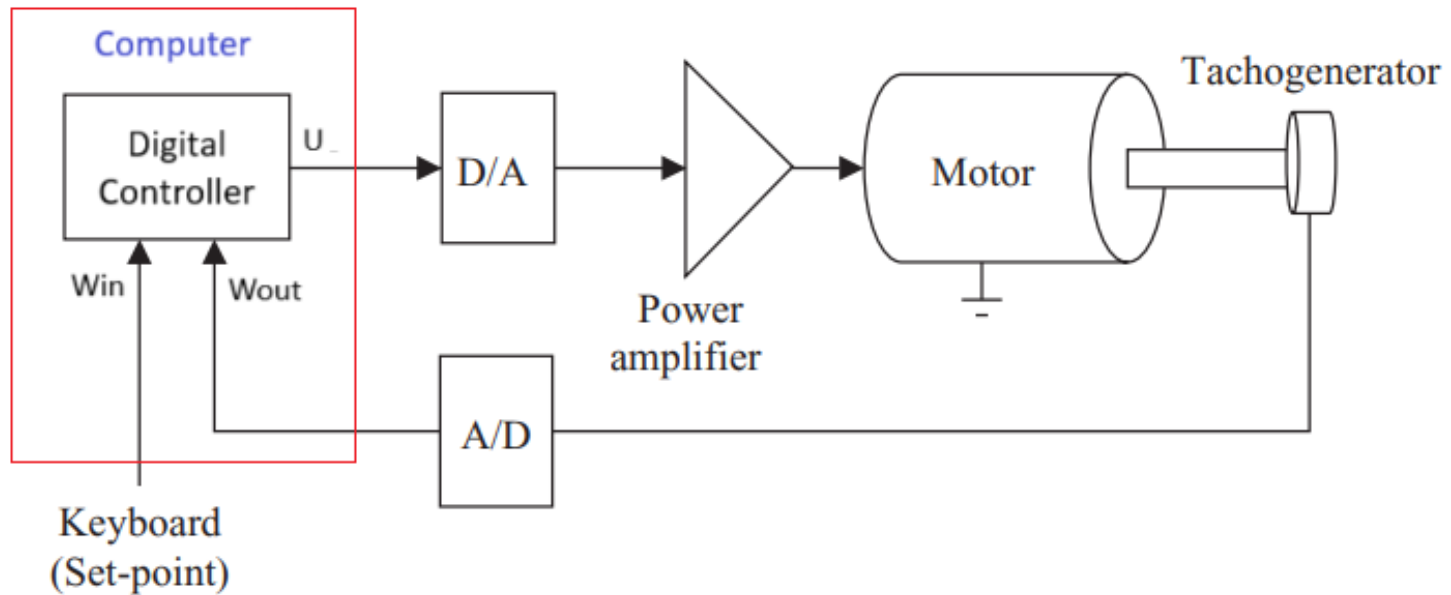 Computer
Tachogenerator
Digital
Controller
U
D/A
Motor
Win
Wout
Power
amplifier
A/D
Keyboard
(Set-point)